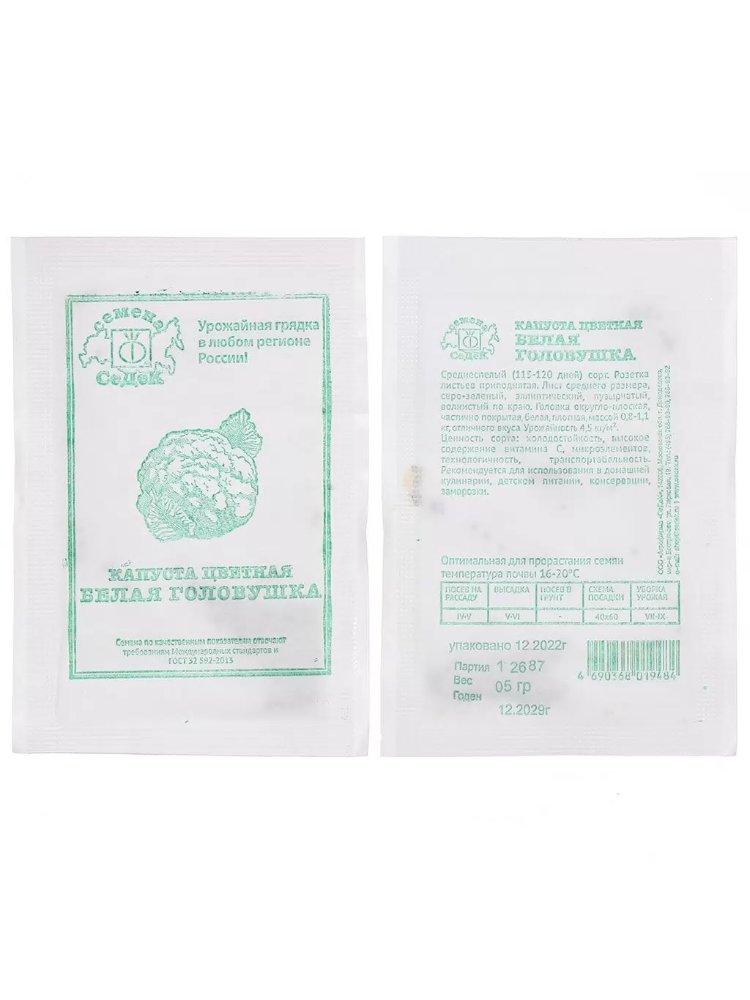 семена
СеДеК
Урожайная грядка
в любом регионе
России!
КАПУСТА ЦВЕТНАЯ
БЕЛАЯ ГОЛОВУШКА
Семена по качественным показателям отвечают
требованиям Международных стандартов и
ГОСТ 32 592-2013
семена
СеДеК
КАПУСТА ЦВЕТНАЯ
БЕЛАЯ
ГОЛОВУШКА
Среднеспелый (115-120 дней) сорт. Розетка
листьев приподнятая. Лист среднего размера,
серо-зеленый, эллиптический, пузырчатый,
волнистый по краю. Головка округло-плоская,
частично покрытая, белая, плотная, массой 0,8-1,1
кг, отличного вкуса Урожайность 4,5 кг/м².
Ценность сорта: холодостойкость, высокое
содержание витамина С, микроэлементов,
технологичность, транспортабельность.
Рекомендуется для использования в домашней
кулинарии, детском питании, консервации,
заморозки.
Оптимальная для прорастания семян
температура почвы 16-20°С
ПОСЕВ НА РАССАДУ ВЫСАДКА ПОСЕВ В ГРУНТ СХЕМА ПОСАДКИ УБОРКА УРОЖАЯ
IV-V V-VI - 40x60 VII-IX
упаковано 12.2022г
Партия 1 2687
Вес 05 гр
Годен
12.2029г
4 690368 019484